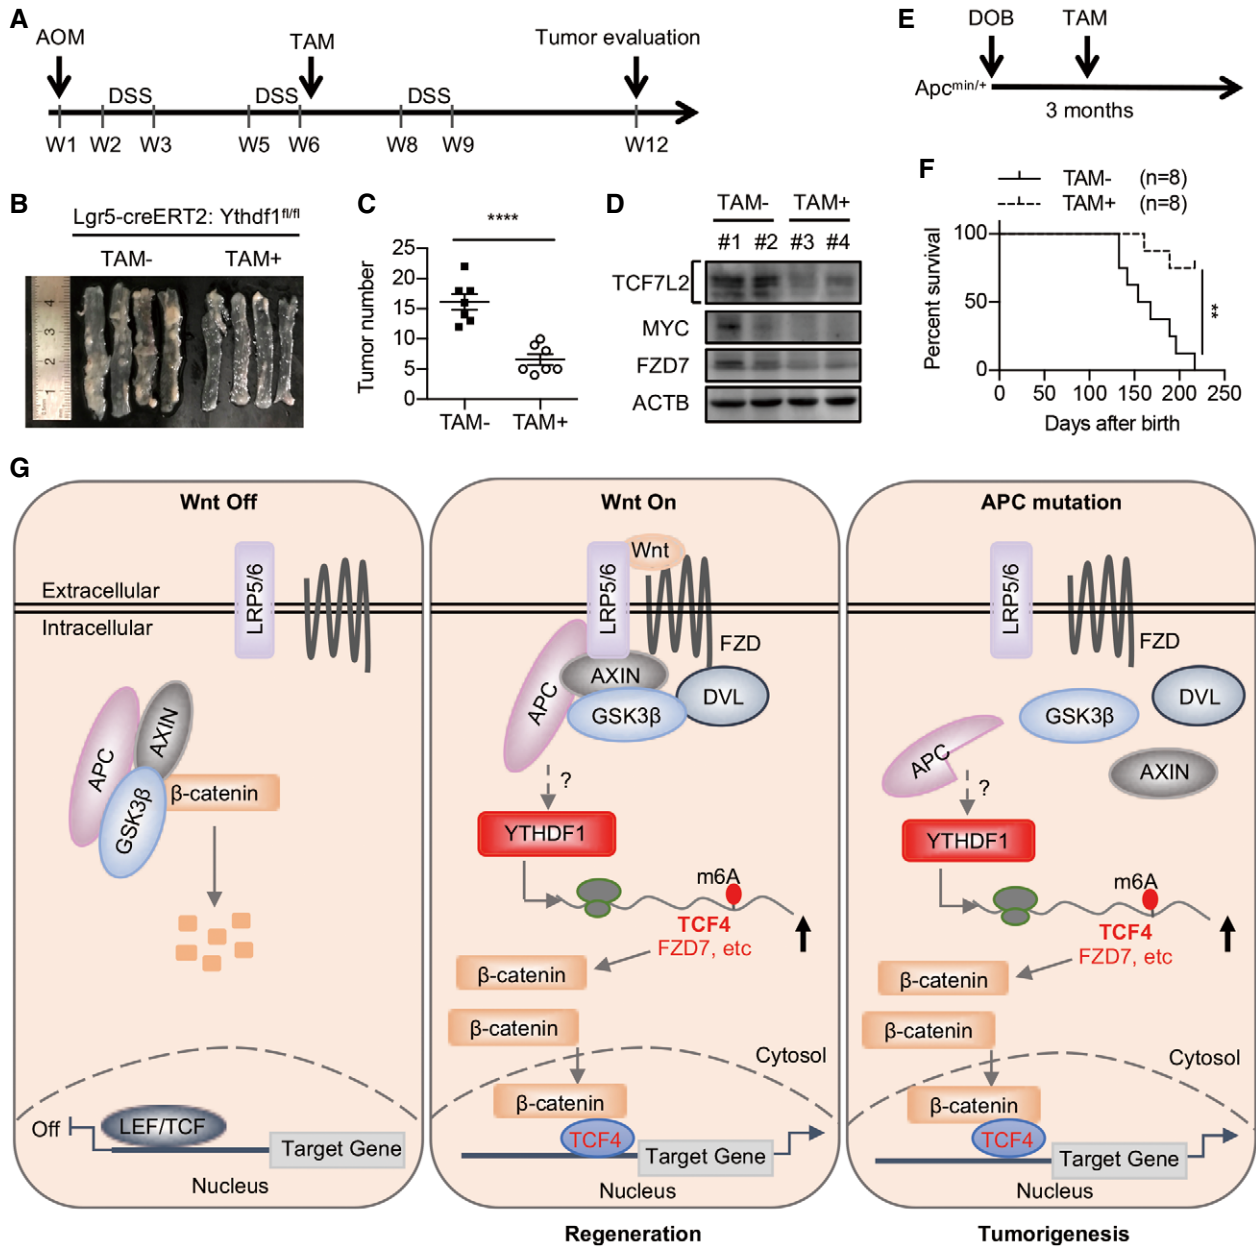 A
AOM
TAM
Tumor evaluation
DSS
DSS
DSS
W1
W2
W3
W5
W6
W8
W9
W12
E
DOB
TAM
Apcmin/+
3 months
B
Lgr5-creERT2: Ythdf1fl/fl
TAM-
TAM+
1
2
3
4
C
****
Tumor number
25
20
15
10
5
0
TAM-
TAM+
D
TAM-
TAM+
#1 #2 #3 #4
TCF7L2
MYC
FZD7
ACTB
F
TAM- (n=8)
TAM+ (n=8)
Percent survival
100
50
0
**
0 50 100 150 200 250
Days after birth
G
Wnt Off
LRP5/6
Extracellular
Intracellular
APC
AXIN
GSK3β
β-catenin
Off
LEF/TCF
Target Gene
Nucleus
Wnt On
Wnt
LRP5/6
FZD
APC
AXIN
GSK3β
DVL
?
YTHDF1
m6A
TCF4
FZD7, etc
β-catenin
β-catenin
Cytosol
β-catenin
TCF4
Target Gene
Nucleus
Regeneration
APC mutation
LRP5/6
FZD
GSK3β
DVL
APC
AXIN
?
YTHDF1
m6A
TCF4
FZD7, etc
β-catenin
β-catenin
Cytosol
β-catenin
TCF4
Target Gene
Nucleus
Tumorigenesis